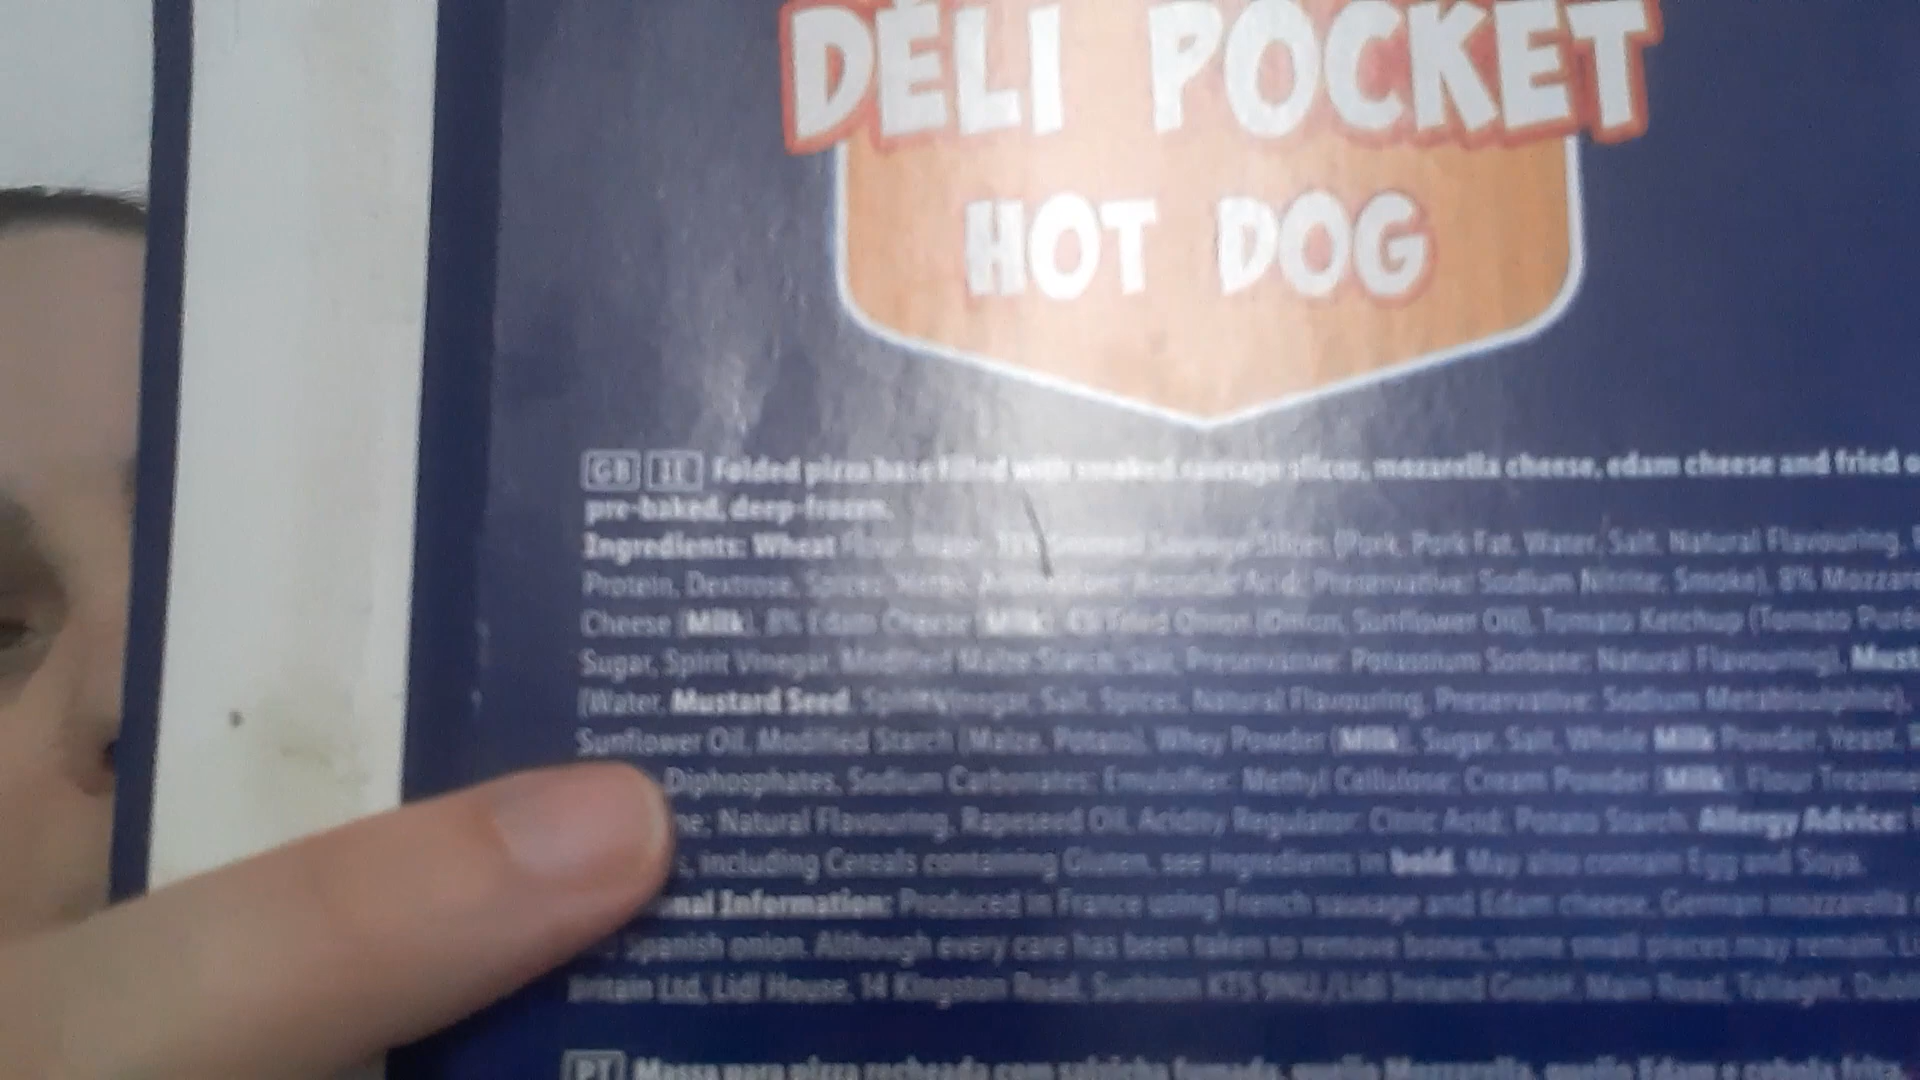 DELI POCKET
HOT DOG
GB IE Folded pizza base filled with smoked sausage slices, mozarella cheese, edam cheese and fried
pre-baked, deep-frozen.
Ingredients: Wheat Flour, Water, Smoked Sausage Slices (Pork, Pork Fat, Water, Salt, Natural Flavouring,
Protein, Dextrose, Spices, Ascorbic Acid; Preservative: Sodium Nitrite; Smoke), 8%
Cheese (Milk), 8% Edam Cheese (Milk), Fried Onion (Onion, Sunflower Oil), Tomato Ketchup (Tomato
Sugar, Spirit Vinegar, Modified Maize Starch, Salt, Preservative: Potassium Sorbate; Natural Flavouring),
(Water, Mustard Seed, Spirit Vinegar, Salt, Spices, Natural Flavouring, Preservative: Sodium Metabisulphite),
Sunflower Oil, Modified Starch (Maize, Potato), Whey Powder (Milk), Sugar, Salt, Whole Milk Powder, Yeast,
Diphosphates, Sodium Carbonates; Emulsifier: Methyl Cellulose; Cream Powder (Milk), Flour
Natural Flavouring, Rapeseed Oil, Acidity Regulator: Citric Acid; Potato Starch. Allergy Advice:
including Cereals containing Gluten, see ingredients in bold. May also contain Egg and Soya.
Information: Produced in France using French sausage and Edam cheese, German mozzarella
Spanish onion. Although every care has been taken to remove bones, some small pieces may remain.
Ltd, Lidl House, 14 Kingston Road, Surbiton KT5 9NU / Lidl Ireland GmbH, Main Road, Tallaght,
PT Massa para pizza recheada com salsicha fumada, queijo Mozzarella, queijo Edam e cebola frita,